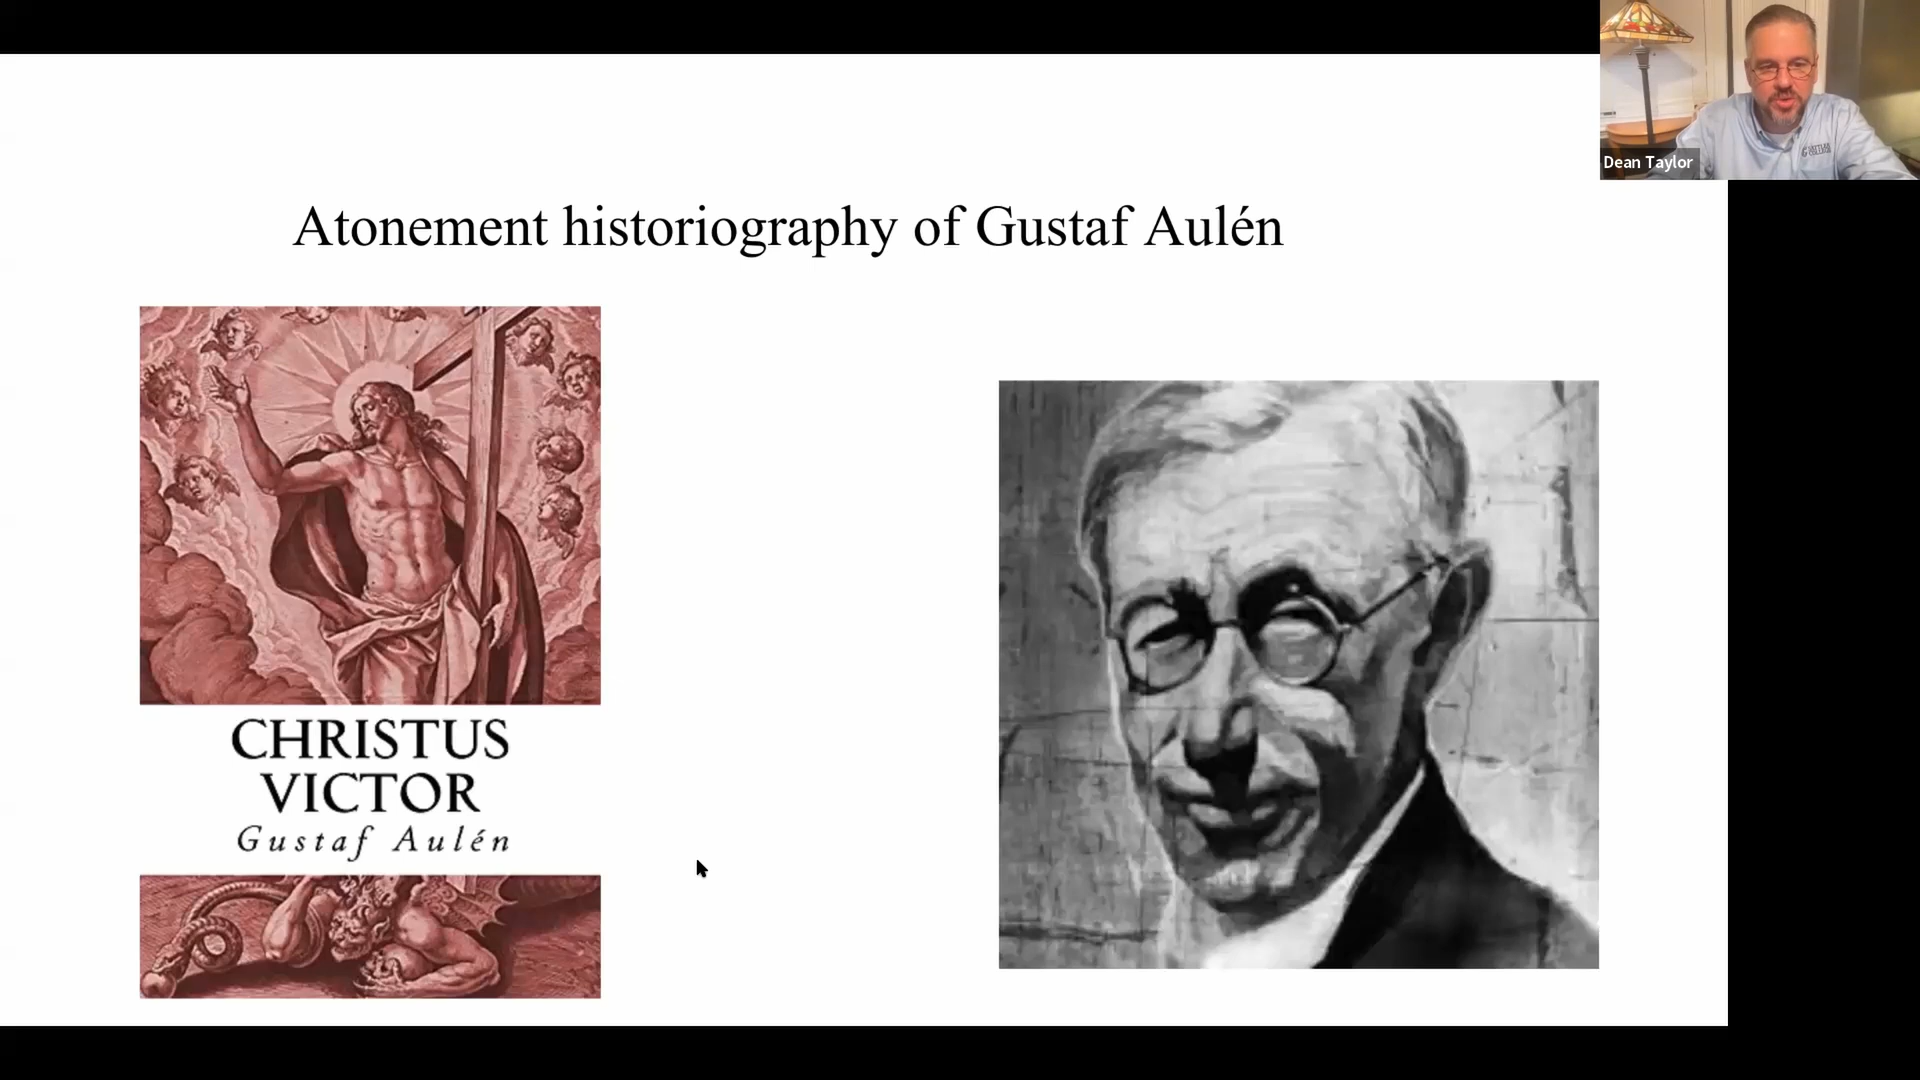 Dean Taylor
Atonement historiography of Gustaf Aulén
CHRISTUS
VICTOR
Gustaf Aulén